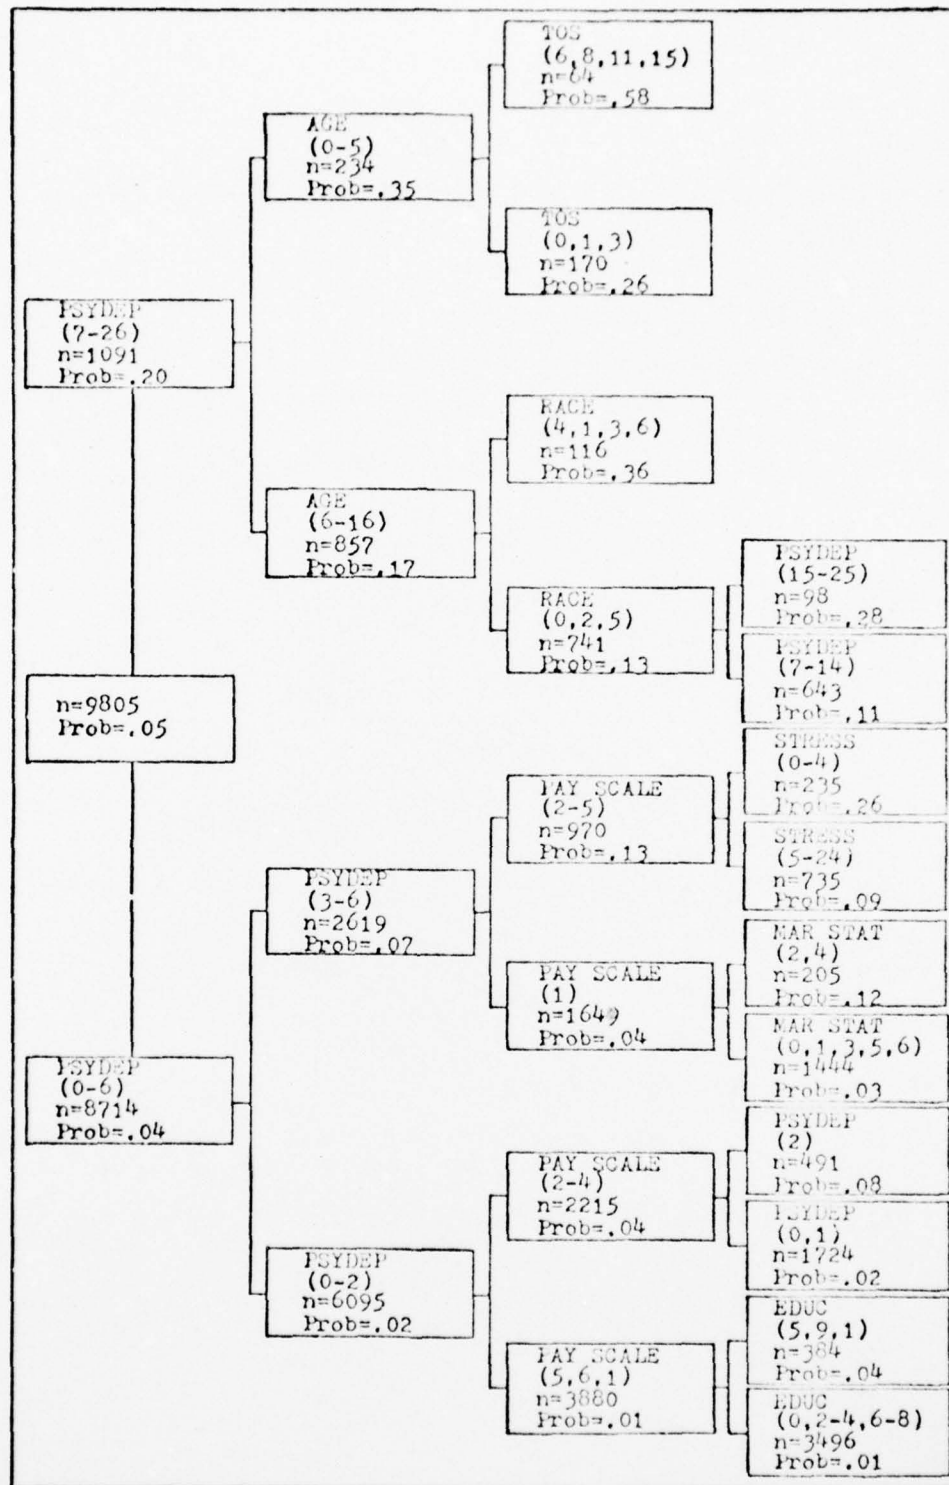 TOS
(6,8,11,15)
n=64
Prob=.58
AGE
(0-5)
n=234
Prob=.35
TOS
(0,1,3)
n=170
Prob=.26
PSYDEP
(7-26)
n=1091
Prob=.20
RACE
(4,1,3,6)
n=116
Prob=.36
AGE
(6-16)
n=857
Prob=.17
PSYDEP
(15-25)
n=98
Prob=.28
RACE
(0,2,5)
n=741
Prob=.13
PSYDEP
(7-14)
n=643
Prob=.11
n=9805
Prob=.05
STRESS
(0-4)
n=235
Prob=.26
PAY SCALE
(2-5)
n=970
Prob=.13
STRESS
(5-24)
n=735
Prob=.09
PSYDEP
(3-6)
n=2619
Prob=.07
MAR STAT
(2,4)
n=205
Prob=.12
PAY SCALE
(1)
n=1649
Prob=.04
MAR STAT
(0,1,3,5,6)
n=1444
Prob=.03
PSYDEP
(0-6)
n=8714
Prob=.04
PSYDEP
(2)
n=491
Prob=.08
PAY SCALE
(2-4)
n=2215
Prob=.04
PSYDEP
(0,1)
n=1724
Prob=.02
PSYDEP
(0-2)
n=6095
Prob=.02
EDUC
(5,9,1)
n=384
Prob=.04
PAY SCALE
(5,6,1)
n=3880
Prob=.01
EDUC
(0,2-4,6-8)
n=3496
Prob=.01